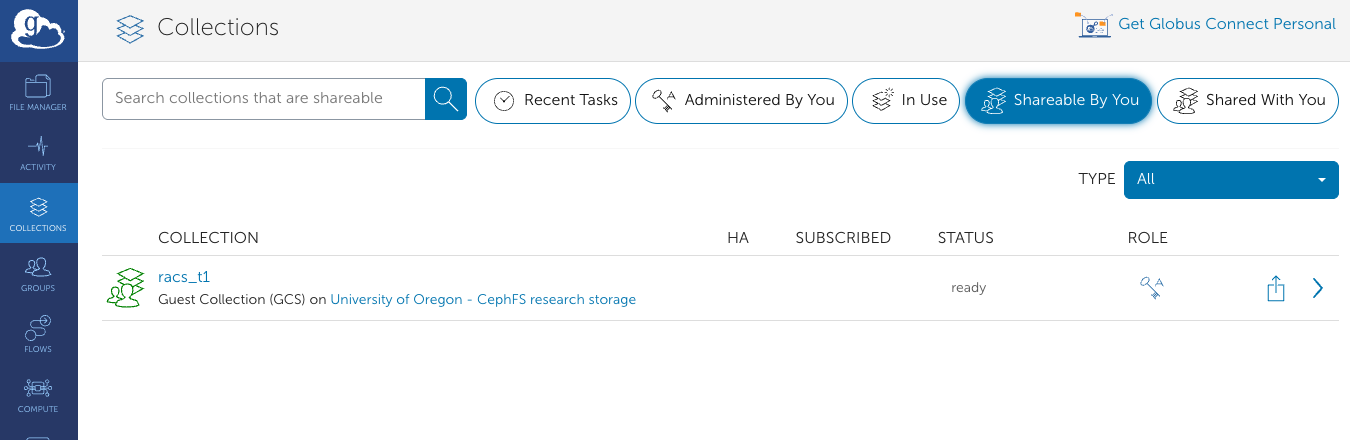 g
Collections
Get Globus Connect Personal
FILE MANAGER
ACTIVITY
COLLECTIONS
GROUPS
FLOWS
COMPUTE
Search collections that are shareable
Recent Tasks
Administered By You
In Use
Shareable By You
Shared With You
TYPE
All
COLLECTION HA SUBSCRIBED STATUS ROLE
racs_t1
Guest Collection (GCS) on University of Oregon - CephFS research storage
ready